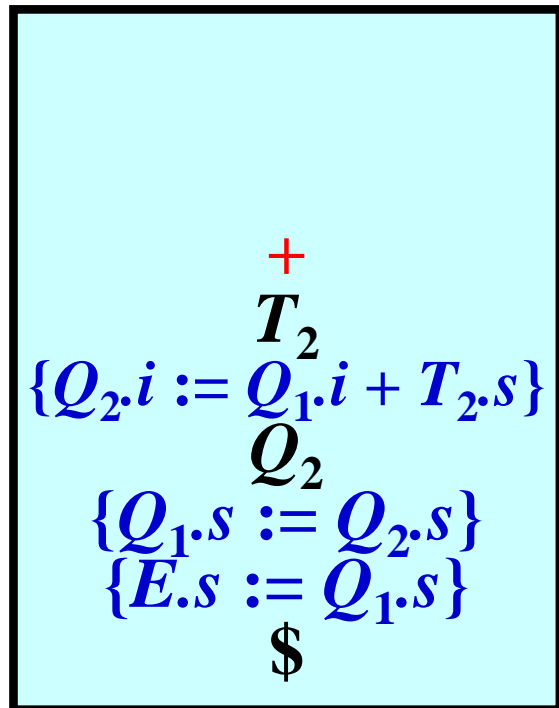 +
T₂
{Q₂.i := Q₁.i + T₂.s}
Q₂
{Q₁.s := Q₂.s}
{E.s := Q₁.s}
$